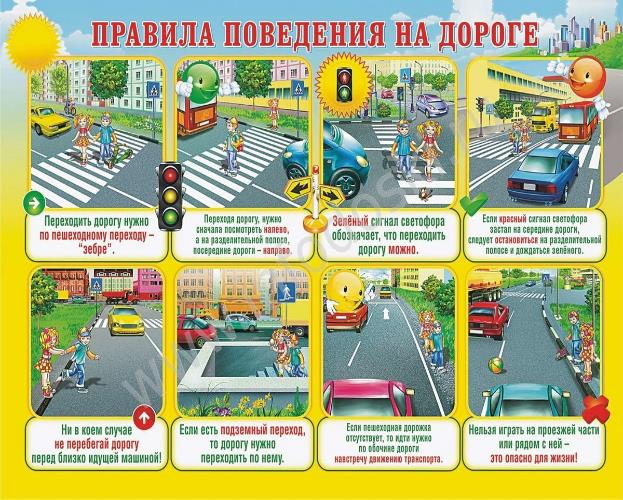 ПРАВИЛА ПОВЕДЕНИЯ НА ДОРОГЕ
Переходить дорогу нужно
по пешеходному переходу –
"зебре".
Переходя дорогу, нужно
сначала посмотреть налево,
а на разделительной полосе,
посредине дороги – направо.
Зелёный сигнал светофора
обозначает, что переходить
дорогу можно.
Если красный сигнал светофора
застал на середине дороги,
следует остановиться на разделительной
полосе и дождаться зелёного.
Ни в коем случае
не перебегай дорогу
перед близко идущей машиной!
Если есть подземный переход,
то дорогу нужно
переходить по нему.
Если пешеходная дорожка
отсутствует, то идти нужно
по обочине дороги
навстречу движению транспорта.
Нельзя играть на проезжей части
или рядом с ней –
это опасно для жизни!